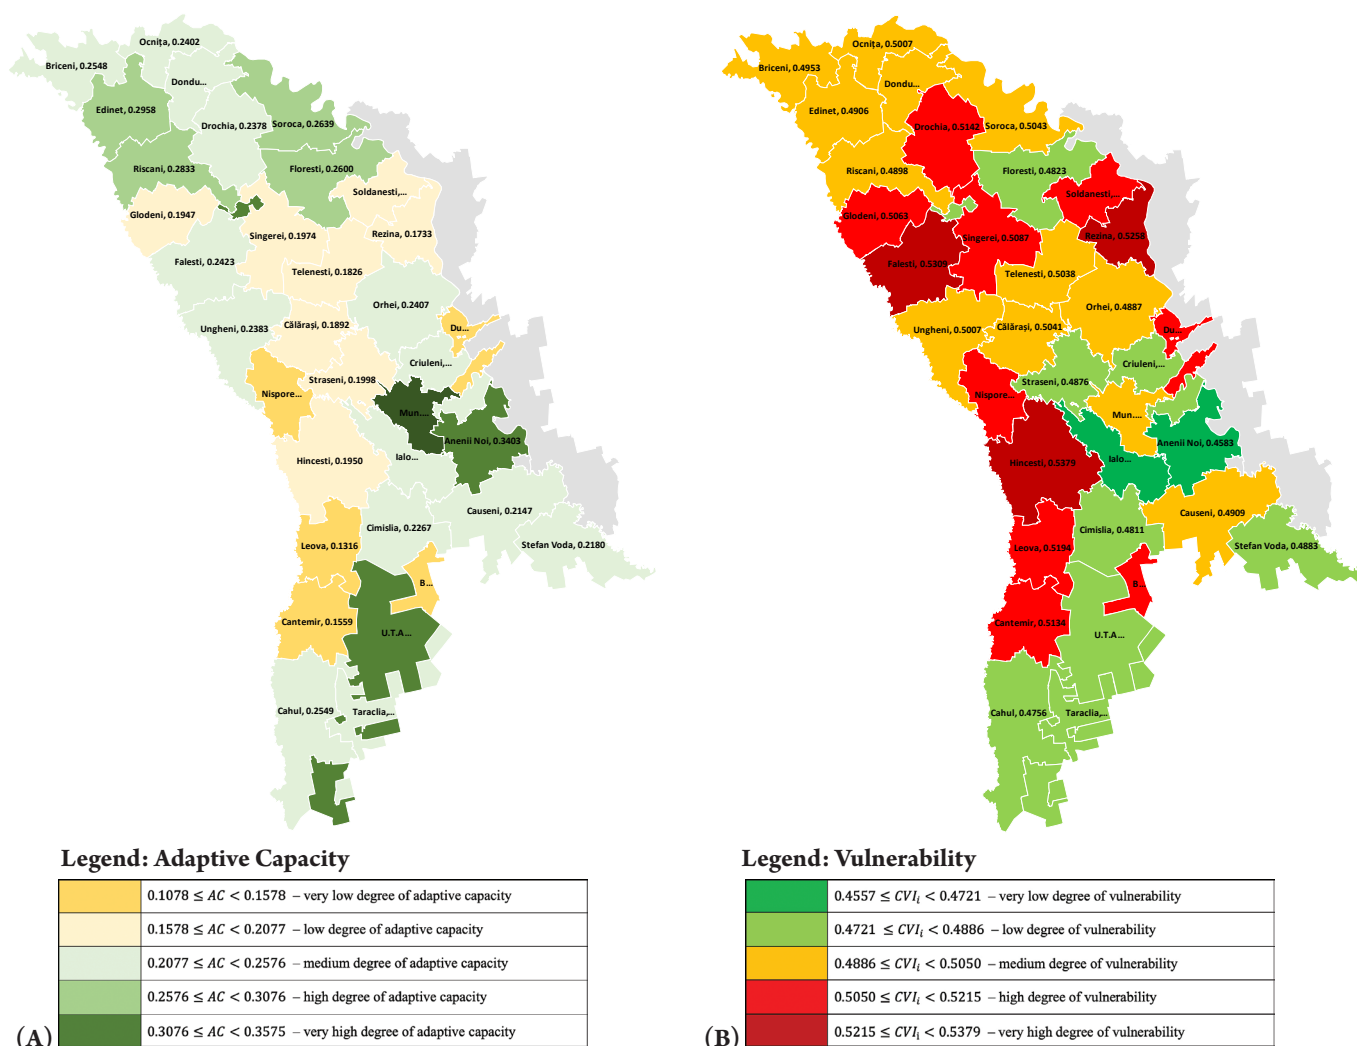 Ocnița, 0.2402
Briceni, 0.2548
Dondu...
Edinet, 0.2958
Drochia, 0.2378
Soroca, 0.2639
Riscani, 0.2833
Floresti, 0.2600
Soldanesti,...
Glodeni, 0.1947
Singerei, 0.1974
Rezina, 0.1733
Falesti, 0.2423
Telenesti, 0.1826
Orhei, 0.2407
Ungheni, 0.2383
Călărași, 0.1892
Du...
Criuleni,...
Straseni, 0.1998
Nispore...
Mun....
Anenii Noi, 0.3403
Ialo...
Hincesti, 0.1950
Causeni, 0.2147
Cimislia, 0.2267
Leova, 0.1316
Stefan Voda, 0.2180
B...
Cantemir, 0.1559
U.T.A...
Cahul, 0.2549
Taraclia,...
Legend: Adaptive Capacity
0.1078 ≤ AC < 0.1578 – very low degree of adaptive capacity
0.1578 ≤ AC < 0.2077 – low degree of adaptive capacity
0.2077 ≤ AC < 0.2576 – medium degree of adaptive capacity
0.2576 ≤ AC < 0.3076 – high degree of adaptive capacity
0.3076 ≤ AC < 0.3575 – very high degree of adaptive capacity
(A)
Ocnița, 0.5007
Briceni, 0.4953
Dondu...
Edinet, 0.4906
Drochia, 0.5142
Soroca, 0.5043
Riscani, 0.4898
Floresti, 0.4823
Soldanesti,...
Glodeni, 0.5063
Singerei, 0.5087
Rezina, 0.5258
Falesti, 0.5309
Telenesti, 0.5038
Orhei, 0.4887
Ungheni, 0.5007
Călărași, 0.5041
Du...
Criuleni,...
Straseni, 0.4876
Nispore...
Mun....
Anenii Noi, 0.4583
Ialo...
Hincesti, 0.5379
Causeni, 0.4909
Cimislia, 0.4811
Leova, 0.5194
Stefan Voda, 0.4883
B...
Cantemir, 0.5134
U.T.A...
Cahul, 0.4756
Taraclia,...
Legend: Vulnerability
0.4557 ≤ CVIᵢ < 0.4721 – very low degree of vulnerability
0.4721 ≤ CVIᵢ < 0.4886 – low degree of vulnerability
0.4886 ≤ CVIᵢ < 0.5050 – medium degree of vulnerability
0.5050 ≤ CVIᵢ < 0.5215 – high degree of vulnerability
0.5215 ≤ CVIᵢ < 0.5379 – very high degree of vulnerability
(B)